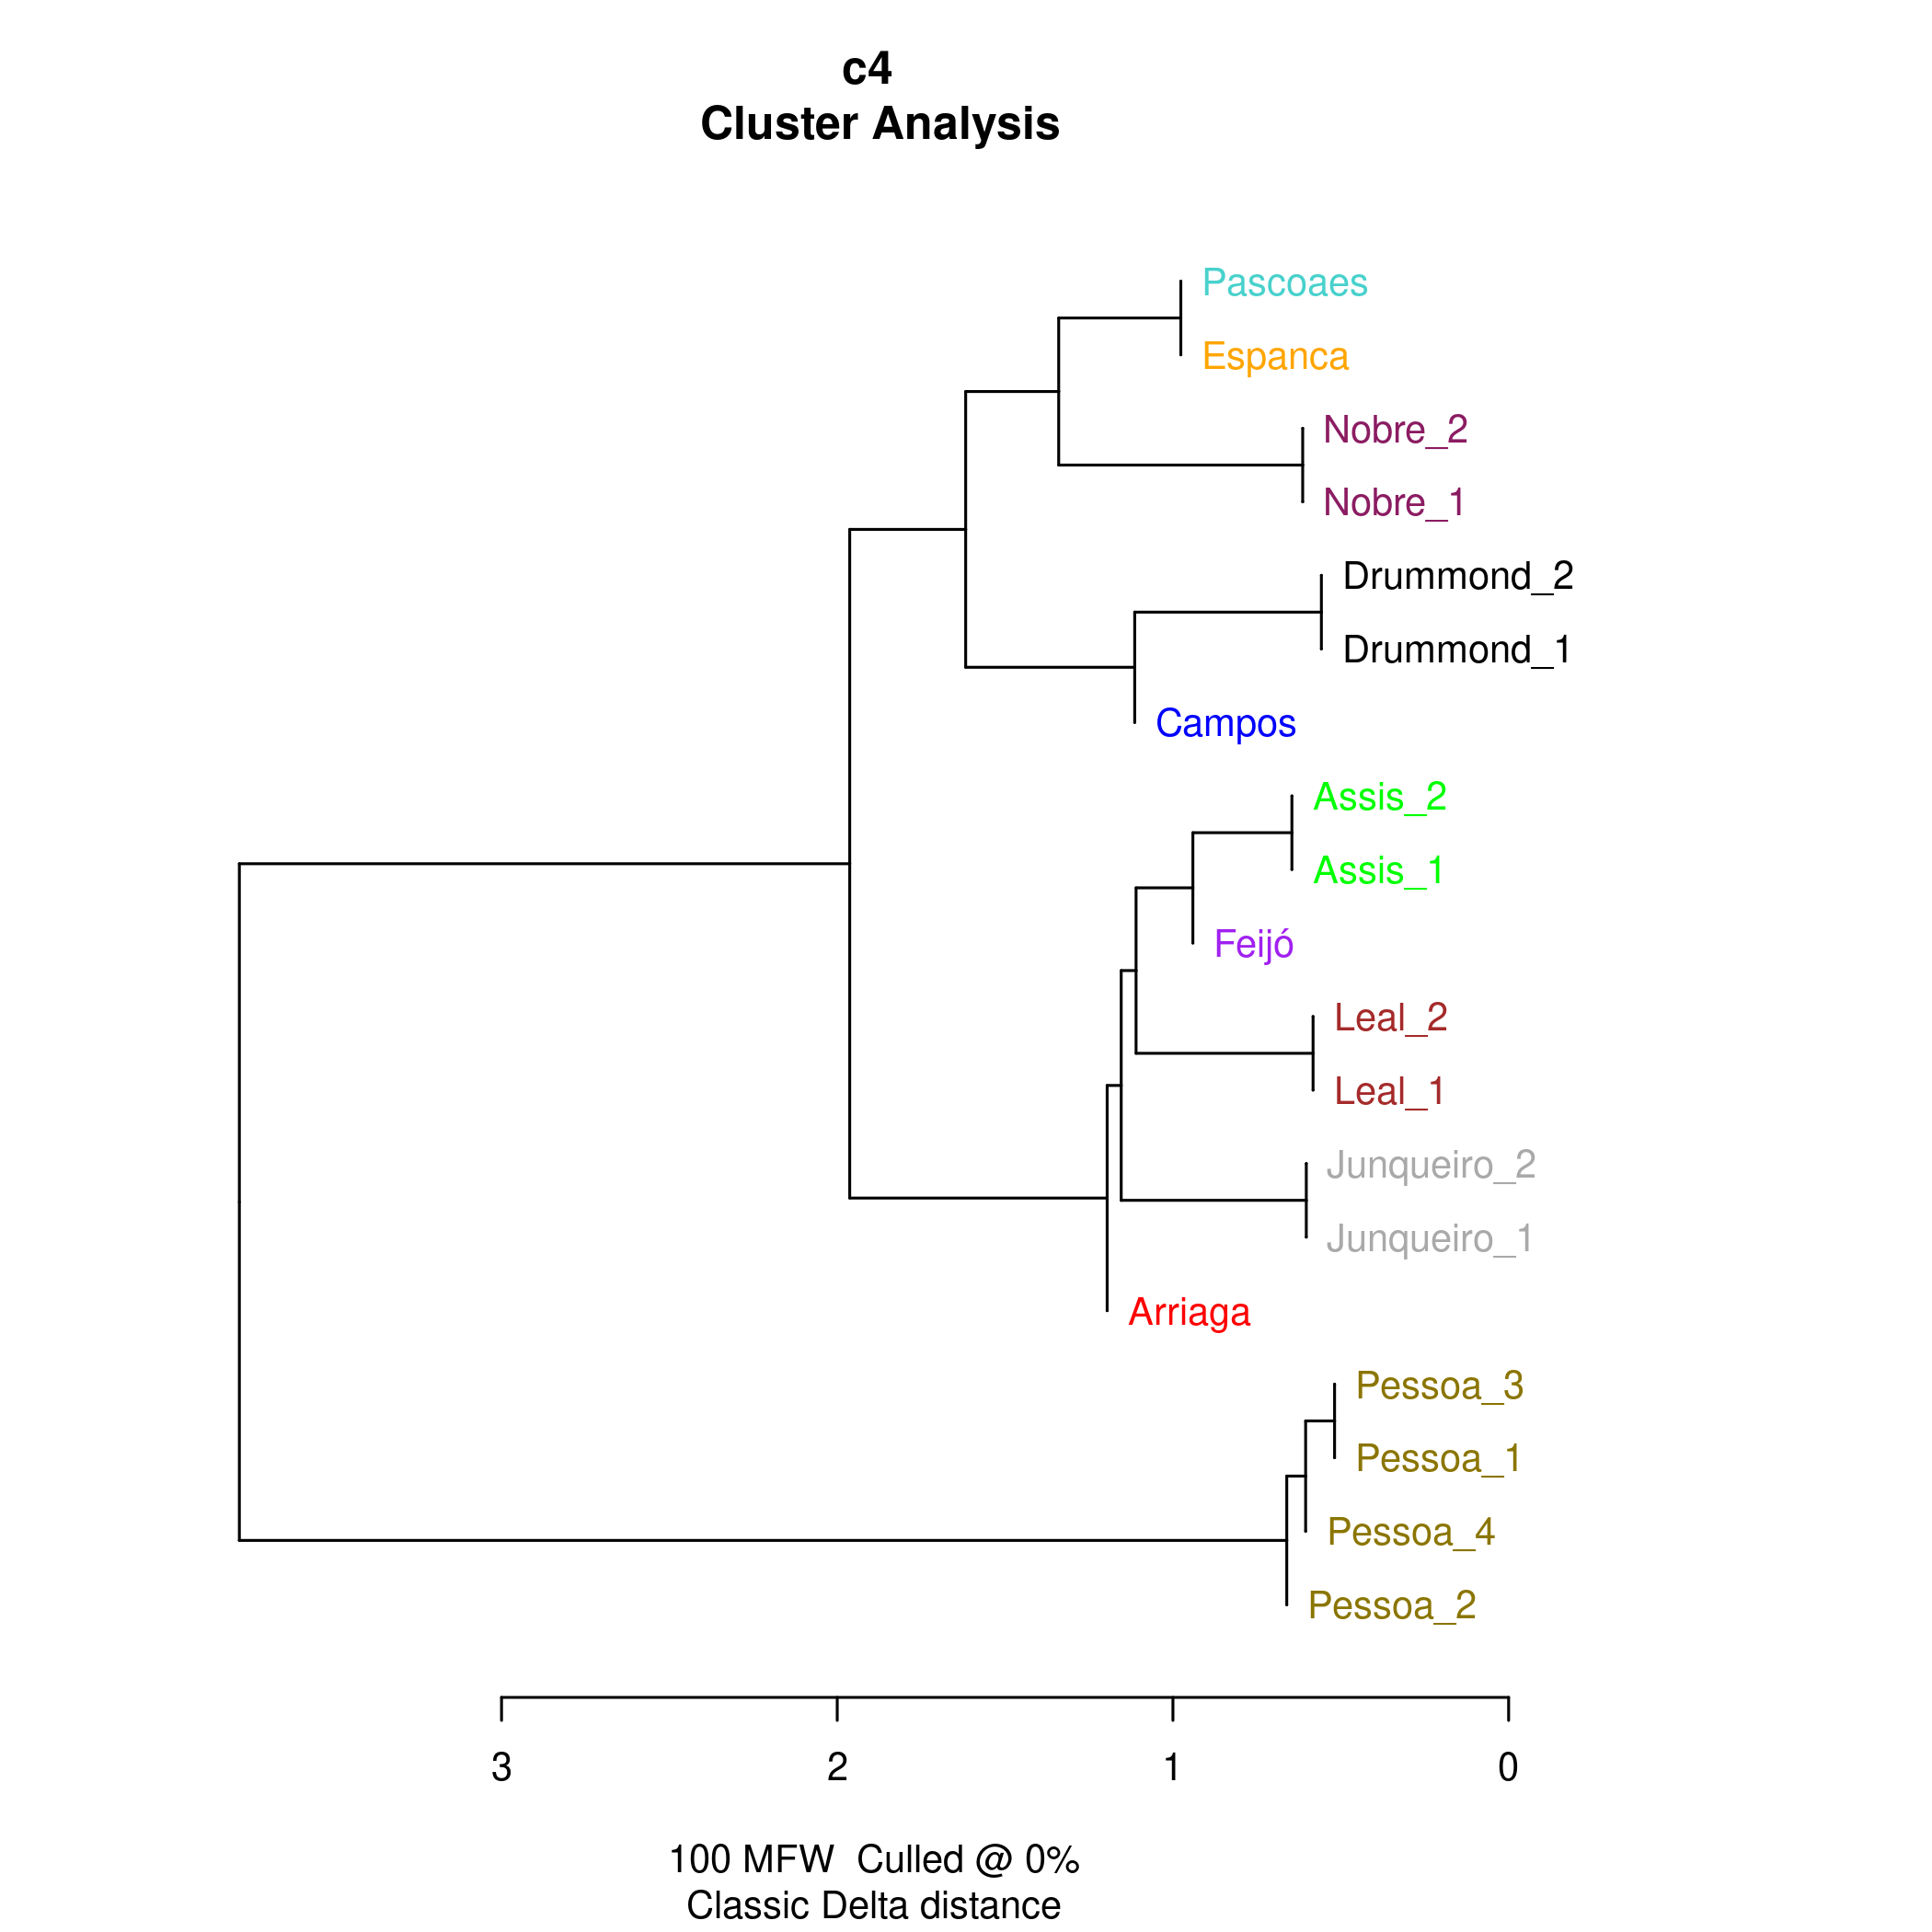 c4
Cluster Analysis
Pascoaes
Espanca
Nobre_2
Nobre_1
Drummond_2
Drummond_1
Campos
Assis_2
Assis_1
Feijó
Leal_2
Leal_1
Junqueiro_2
Junqueiro_1
Arriaga
Pessoa_3
Pessoa_1
Pessoa_4
Pessoa_2
3 2 1 0
100 MFW  Culled @ 0%
Classic Delta distance